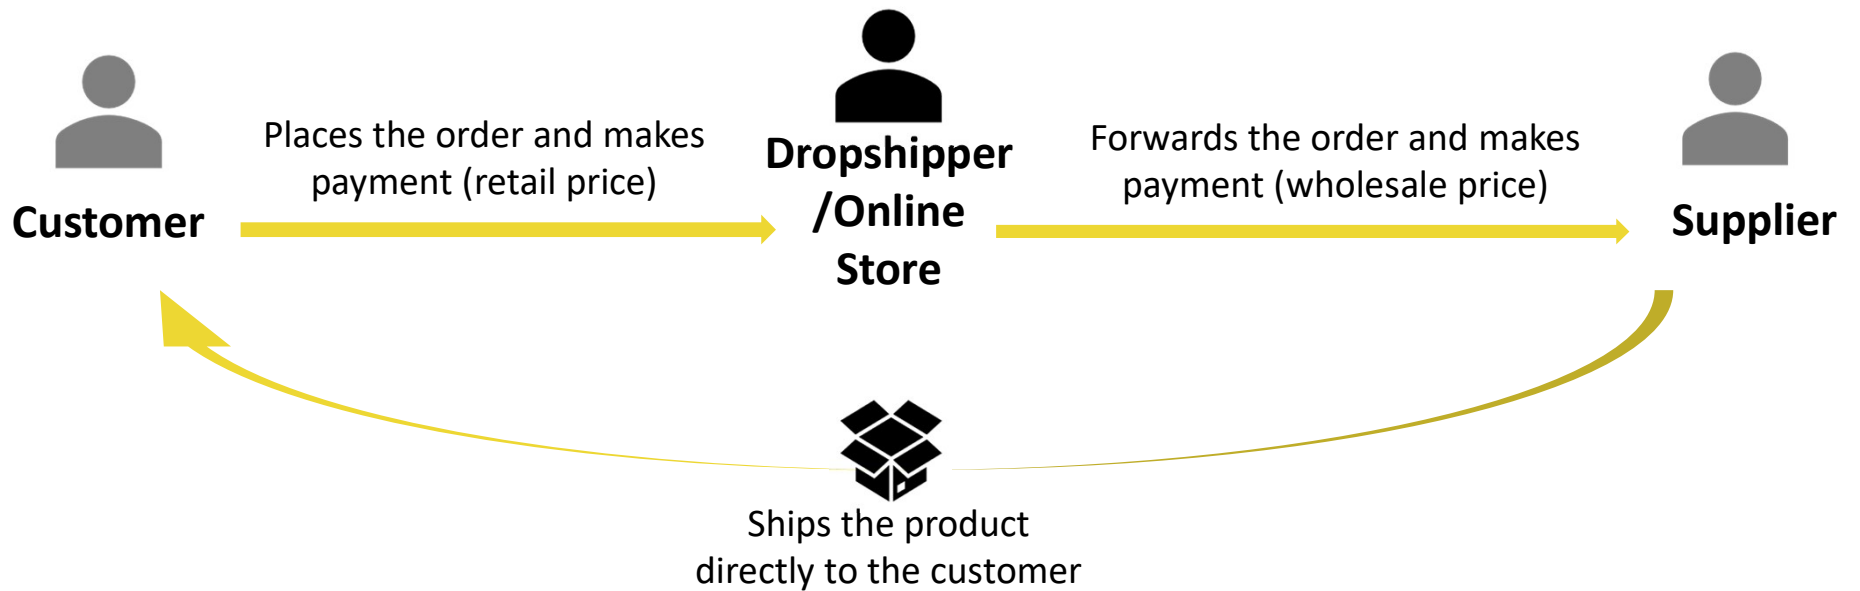 Customer
Places the order and makes
payment (retail price)
Dropshipper
/Online
Store
Forwards the order and makes
payment (wholesale price)
Supplier
Ships the product
directly to the customer